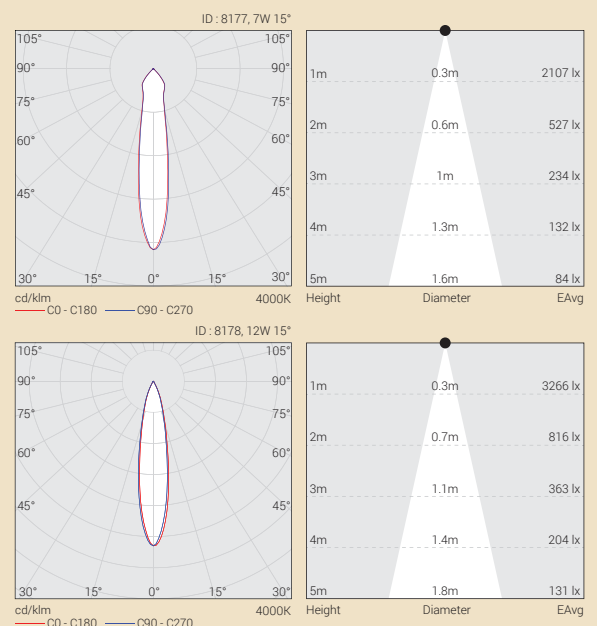 ID : 8177, 7W 15°
105° 105°
90° 90°
75° 75°
60° 60°
45° 45°
30° 15° 0° 15° 30°
cd/klm 4000K
C0 - C180 C90 - C270
1m 0.3m 2107 lx
2m 0.6m 527 lx
3m 1m 234 lx
4m 1.3m 132 lx
5m 1.6m 84 lx
Height Diameter EAvg
ID : 8178, 12W 15°
105° 105°
90° 90°
75° 75°
60° 60°
45° 45°
30° 15° 0° 15° 30°
cd/klm 4000K
C0 - C180 C90 - C270
1m 0.3m 3266 lx
2m 0.7m 816 lx
3m 1.1m 363 lx
4m 1.4m 204 lx
5m 1.8m 131 lx
Height Diameter EAvg